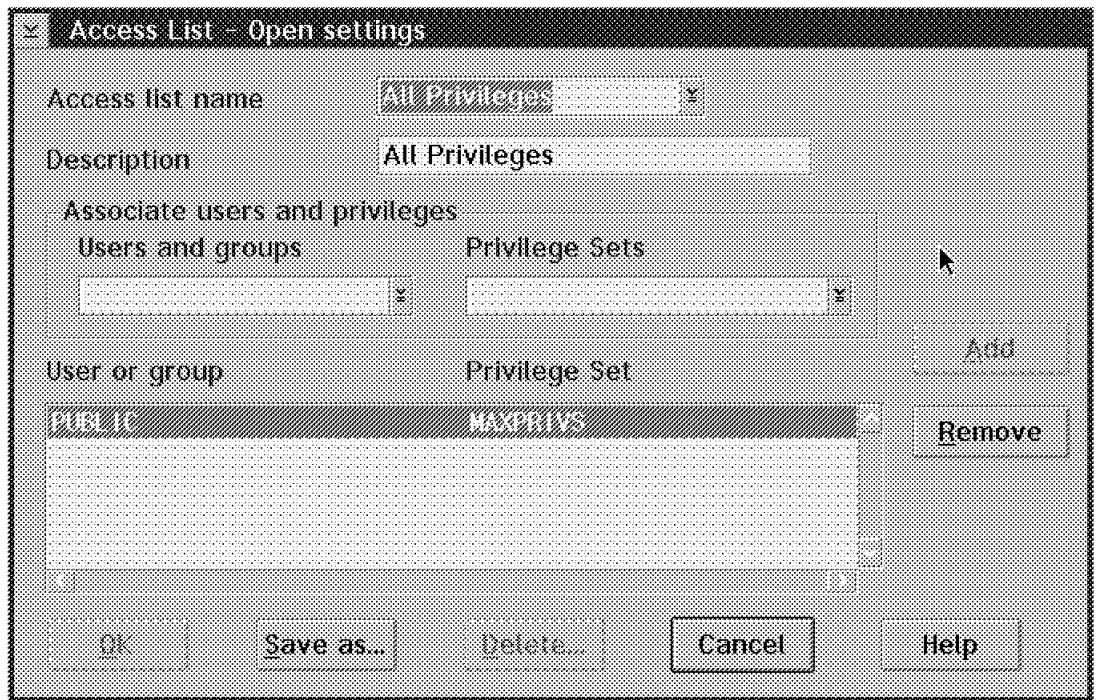 Access List - Open settings
Access list name All Privileges
Description All Privileges
Associate users and privileges
Users and groups Privilege Sets
Add
User or group Privilege Set
PUBLIC MAXPRIVS
Remove
OK Save as... Delete... Cancel Help